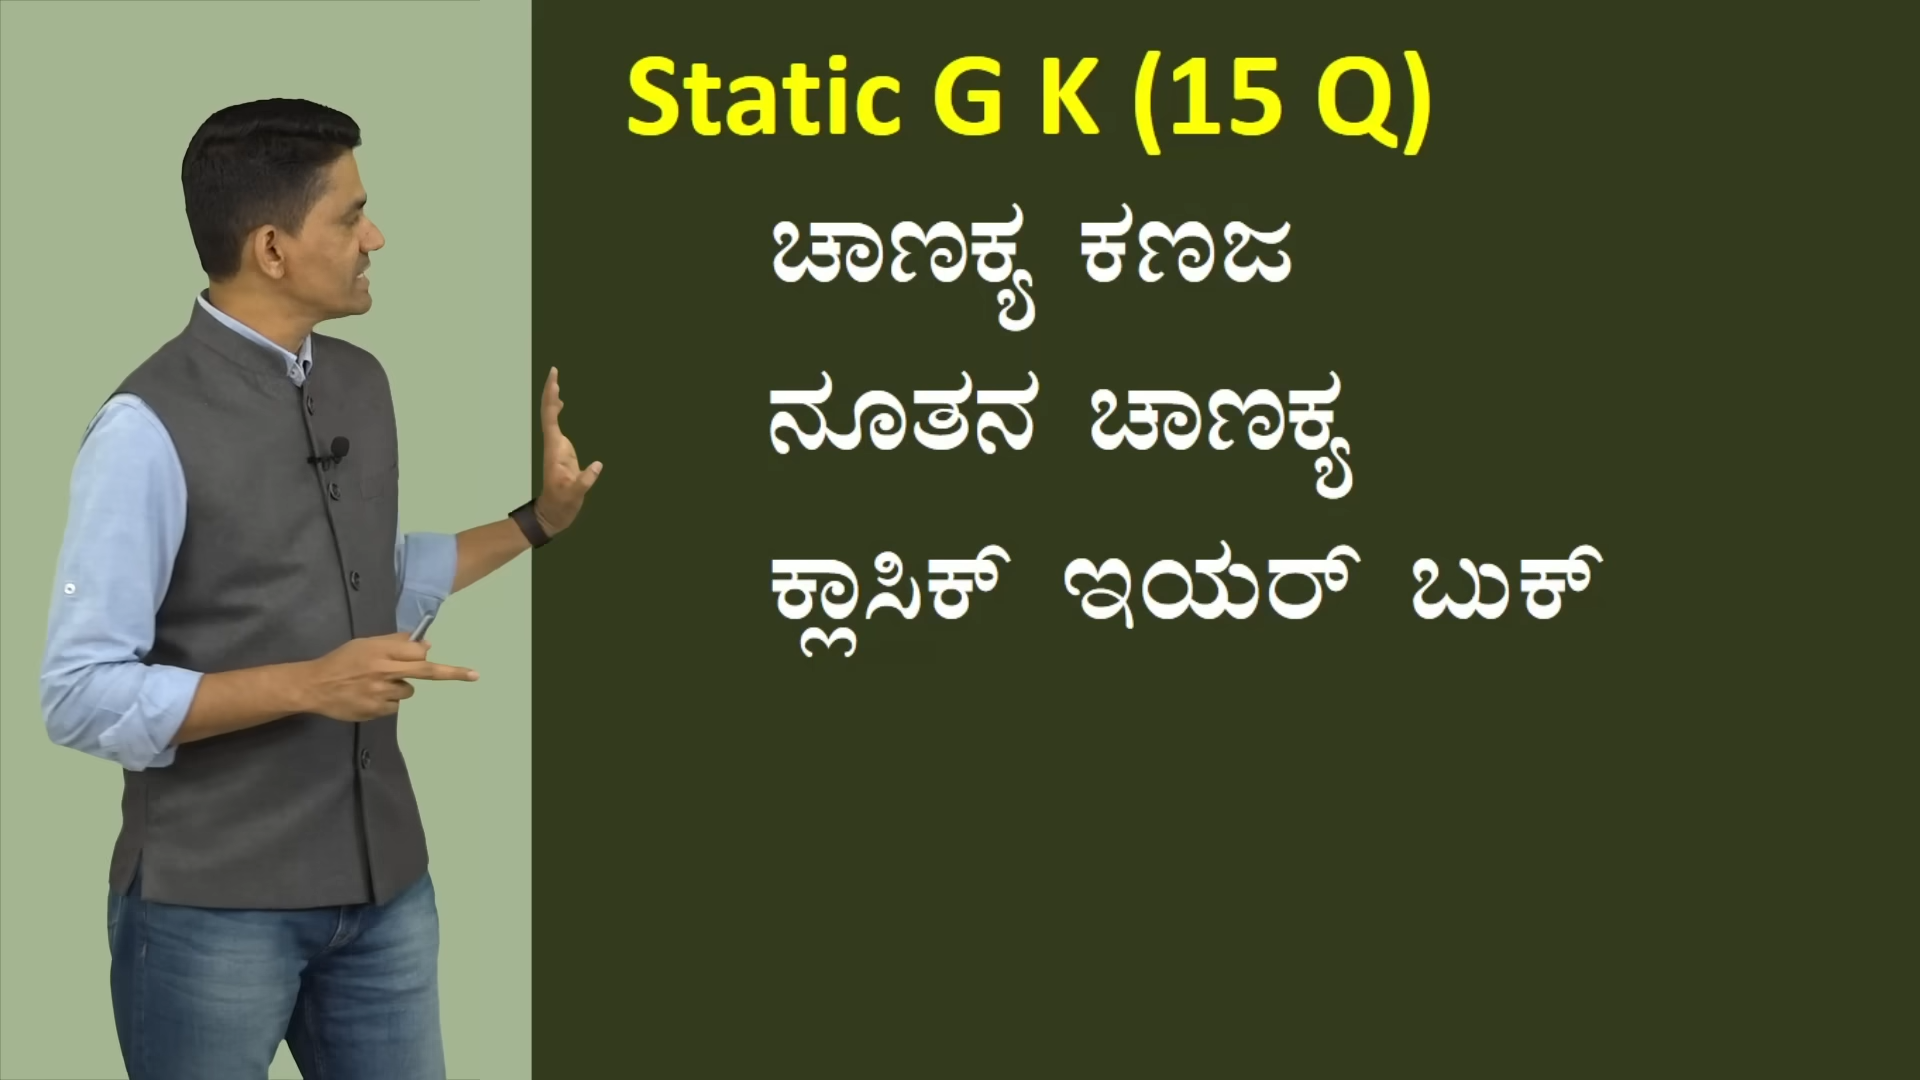 Static G K (15 Q)
ಚಾಣಕ್ಯ ಕಣಜ
ನೂತನ ಚಾಣಕ್ಯ
ಕ್ಲಾಸಿಕ್ ಇಯರ್ ಬುಕ್